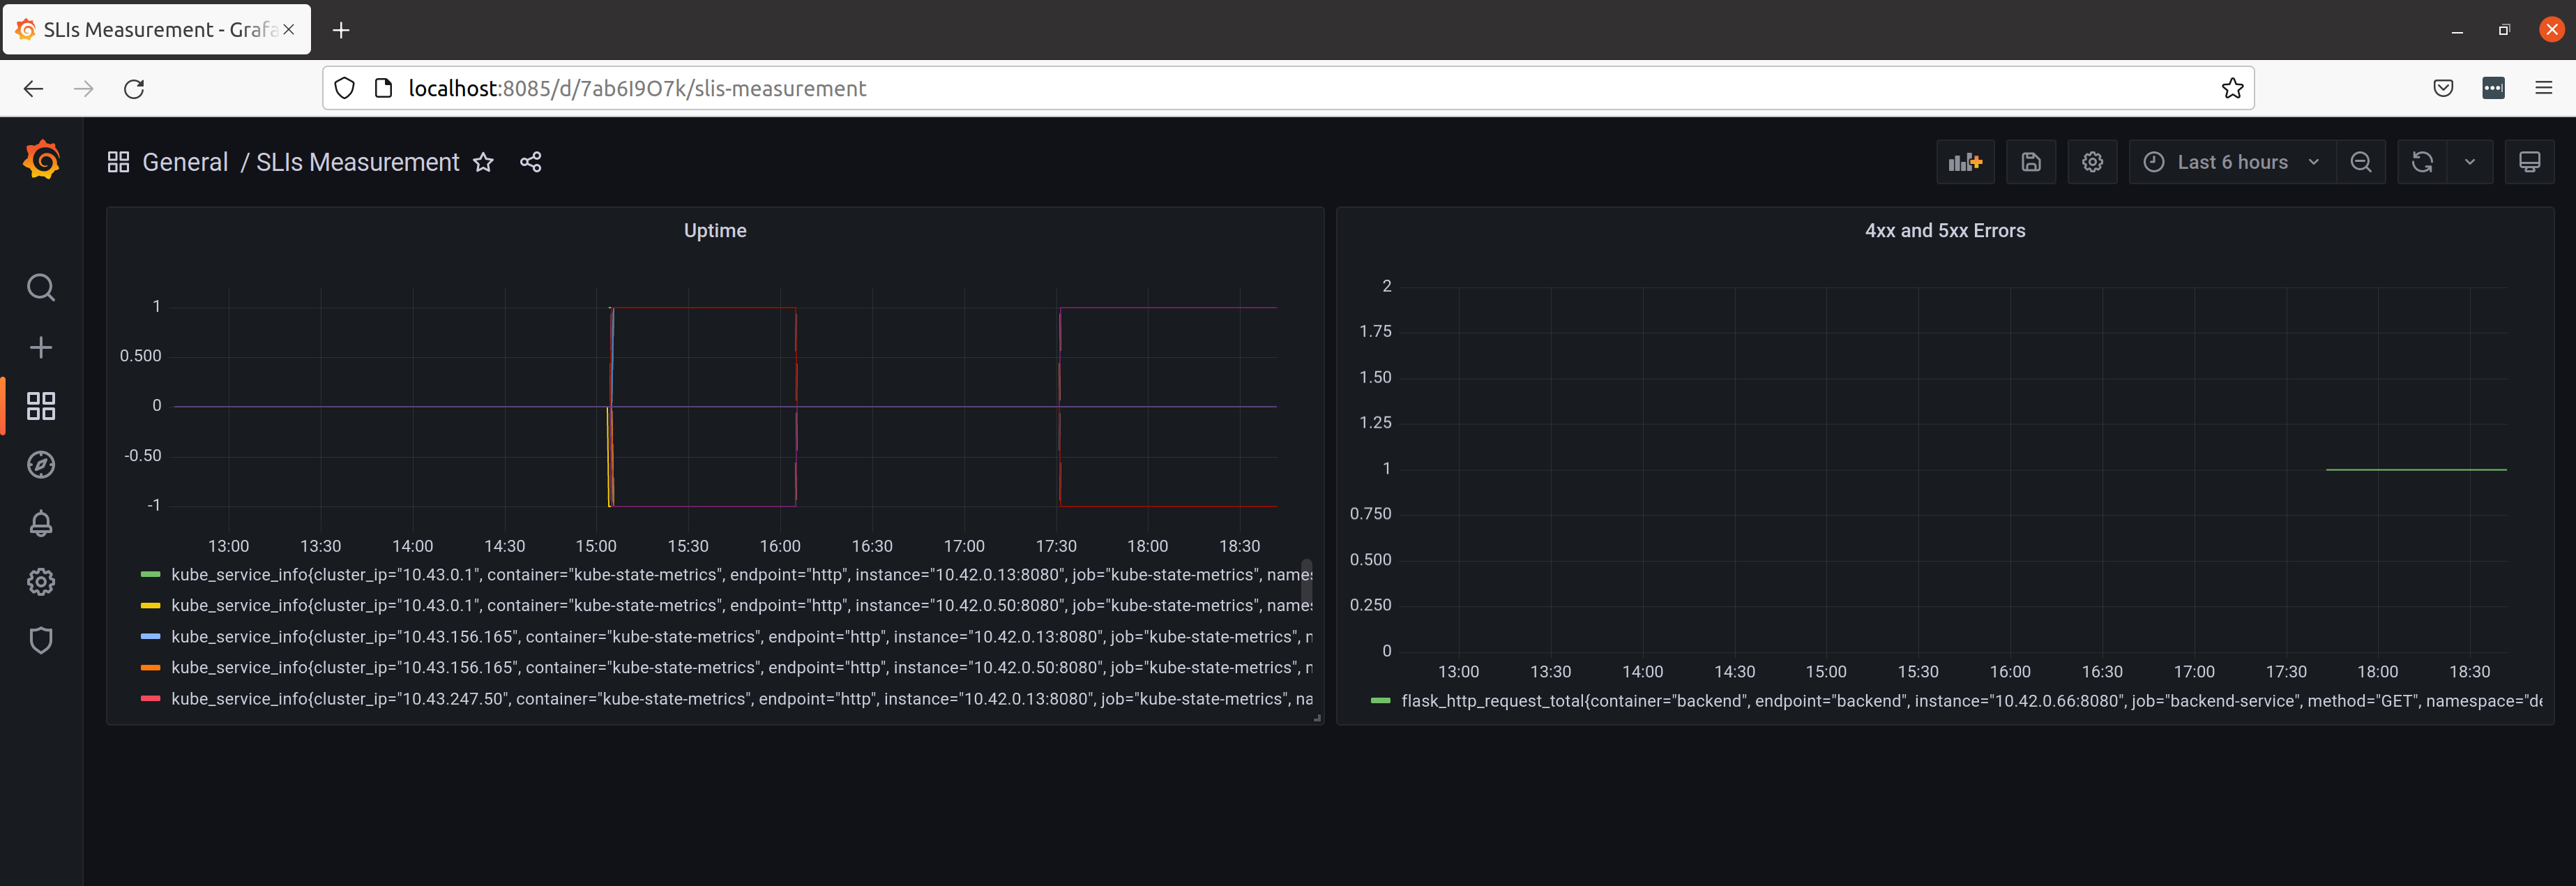 SLIs Measurement - Grafa
localhost:8085/d/7ab6I9O7k/slis-measurement
General / SLIs Measurement
Last 6 hours
Uptime
1
0.500
0
-0.50
-1
13:00 13:30 14:00 14:30 15:00 15:30 16:00 16:30 17:00 17:30 18:00 18:30
kube_service_info{cluster_ip="10.43.0.1", container="kube-state-metrics", endpoint="http", instance="10.42.0.13:8080", job="kube-state-metrics", names
kube_service_info{cluster_ip="10.43.0.1", container="kube-state-metrics", endpoint="http", instance="10.42.0.50:8080", job="kube-state-metrics", names
kube_service_info{cluster_ip="10.43.156.165", container="kube-state-metrics", endpoint="http", instance="10.42.0.13:8080", job="kube-state-metrics", n
kube_service_info{cluster_ip="10.43.156.165", container="kube-state-metrics", endpoint="http", instance="10.42.0.50:8080", job="kube-state-metrics", n
kube_service_info{cluster_ip="10.43.247.50", container="kube-state-metrics", endpoint="http", instance="10.42.0.13:8080", job="kube-state-metrics", na
4xx and 5xx Errors
2
1.75
1.50
1.25
1
0.750
0.500
0.250
0
13:00 13:30 14:00 14:30 15:00 15:30 16:00 16:30 17:00 17:30 18:00 18:30
flask_http_request_total{container="backend", endpoint="backend", instance="10.42.0.66:8080", job="backend-service", method="GET", namespace="de